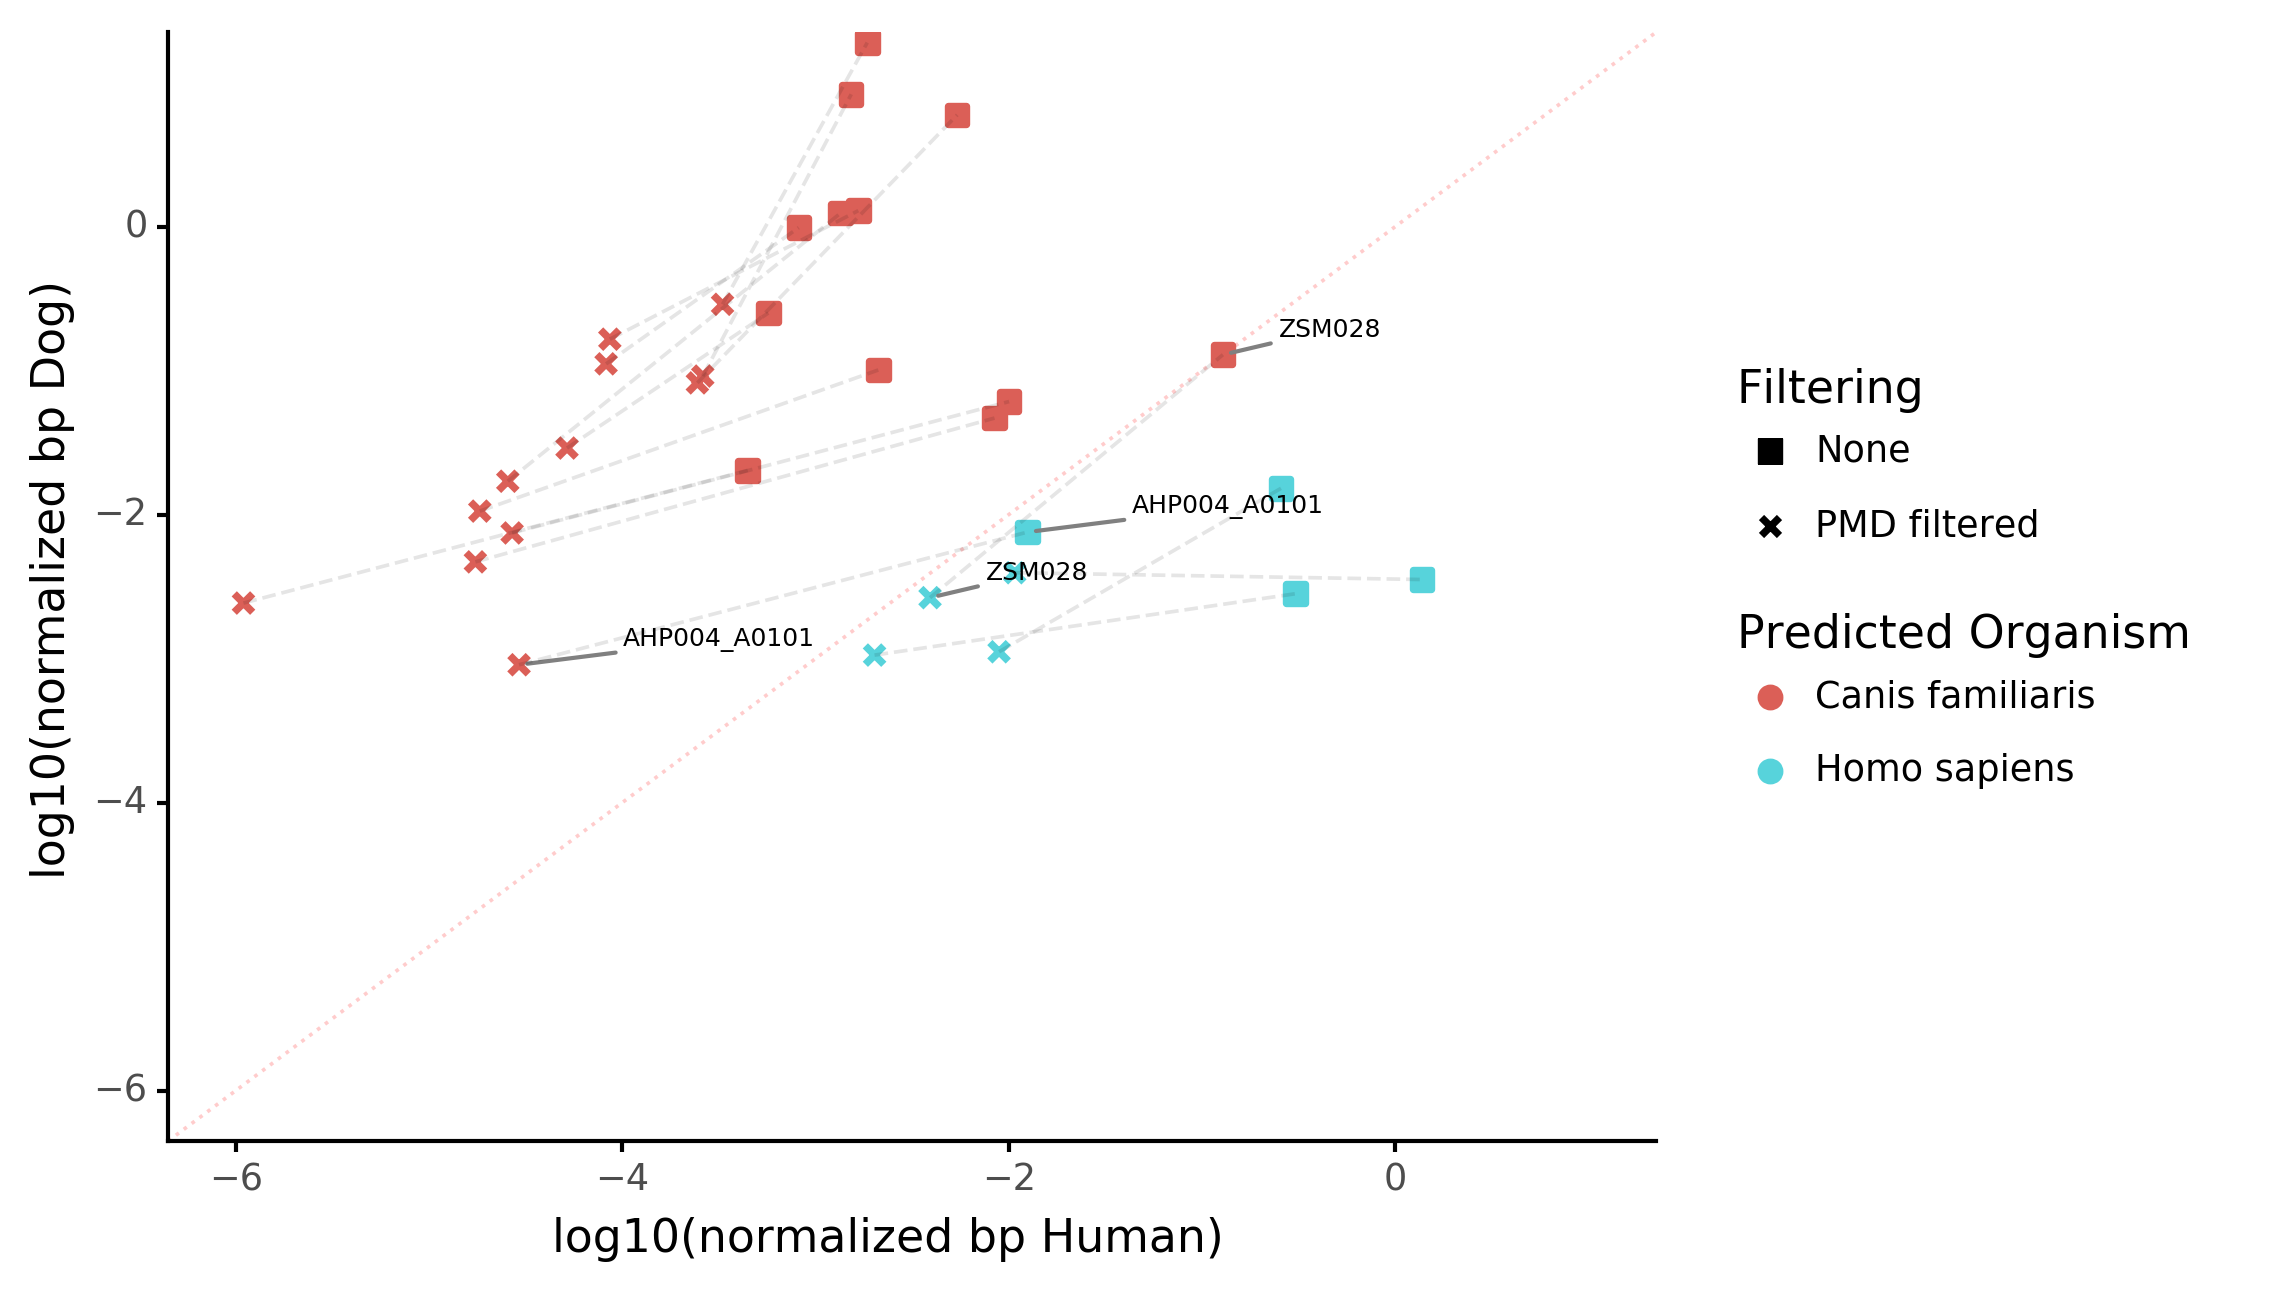 log10(normalized bp Dog)
0
−2
−4
−6
ZSM028
AHP004_A0101
ZSM028
AHP004_A0101
−6
−4
−2
0
log10(normalized bp Human)
Filtering
None
PMD filtered
Predicted Organism
Canis familiaris
Homo sapiens